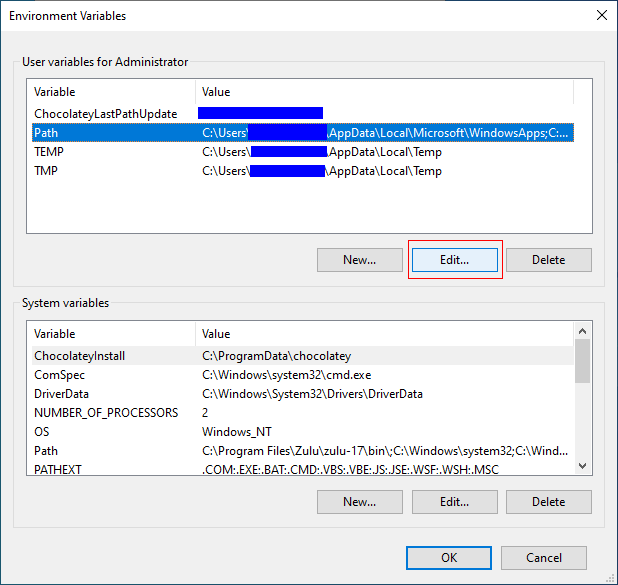 Environment Variables
User variables for Administrator
Variable Value
ChocolateyLastPathUpdate
Path C:\Users\ AppData\Local\Microsoft\WindowsApps;C:...
TEMP C:\Users\ \AppData\Local\Temp
TMP C:\Users\ \AppData\Local\Temp
New... Edit... Delete
System variables
Variable Value
ChocolateyInstall C:\ProgramData\chocolatey
ComSpec C:\Windows\system32\cmd.exe
DriverData C:\Windows\System32\Drivers\DriverData
NUMBER_OF_PROCESSORS 2
OS Windows_NT
Path C:\Program Files\Zulu\zulu-17\bin\;C:\Windows\system32;C:\Wind...
PATHEXT .COM;.EXE;.BAT;.CMD;.VBS;.VBE;.JS;.JSE;.WSF;.WSH;.MSC
New... Edit... Delete
OK Cancel